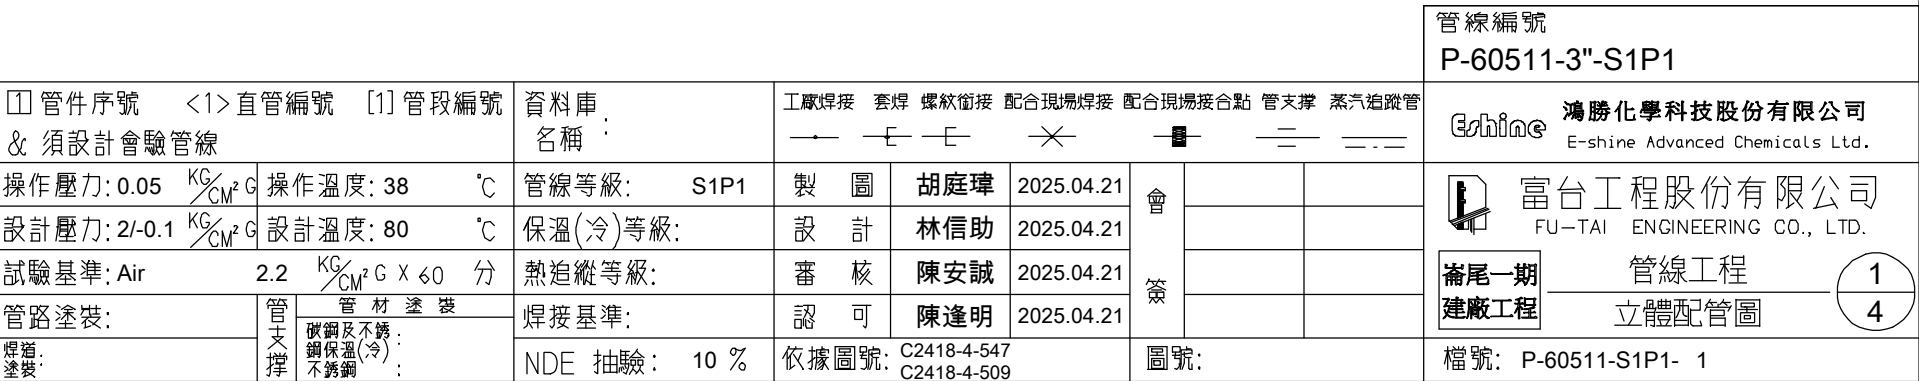 管線編號
P-60511-3"-S1P1
1 管件序號 <1>直管編號 [1]管段編號
& 須設計會驗管線
資料庫
名稱 :
工廠焊接 套焊 螺紋銜接 配合現場焊接 配合現場接合點 管支撐 蒸汽追蹤管
Eshine 鴻勝化學科技股份有限公司
E-shine Advanced Chemicals Ltd.
操作壓力: 0.05 KG/CM² G 操作溫度: 38 °C 管線等級: S1P1 製 圖 胡庭瑋 2025.04.21
設計壓力: 2/-0.1 KG/CM² G 設計溫度: 80 °C 保溫(冷)等級: 設 計 林信助 2025.04.21
試驗基準: Air 2.2 KG/CM² G X 60 分 熱追縱等級: 審 核 陳安誠 2025.04.21
管路塗裝: 管支撐 管材塗裝 焊接基準: 認 可 陳逢明 2025.04.21
會簽
碳鋼及不銹
鋼保溫(冷) :
不銹鋼 :
焊道
塗裝:
NDE 抽驗: 10 % 依據圖號: C2418-4-547
C2418-4-509
圖號:
富台工程股份有限公司
FU-TAI ENGINEERING CO., LTD.
崙尾一期
建廠工程
管線工程
立體配管圖
1
4
檔號: P-60511-S1P1- 1